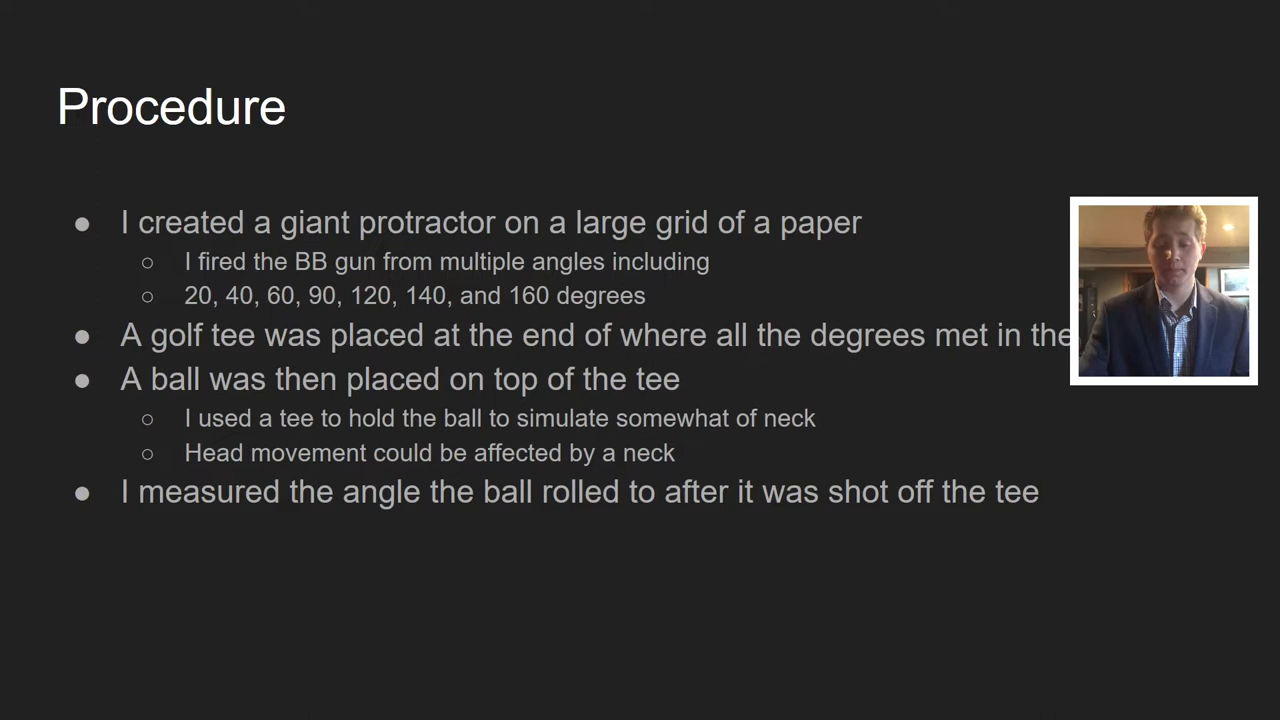 Procedure
● I created a giant protractor on a large grid of a paper
○ I fired the BB gun from multiple angles including
○ 20, 40, 60, 90, 120, 140, and 160 degrees
● A golf tee was placed at the end of where all the degrees met in the
● A ball was then placed on top of the tee
○ I used a tee to hold the ball to simulate somewhat of neck
○ Head movement could be affected by a neck
● I measured the angle the ball rolled to after it was shot off the tee